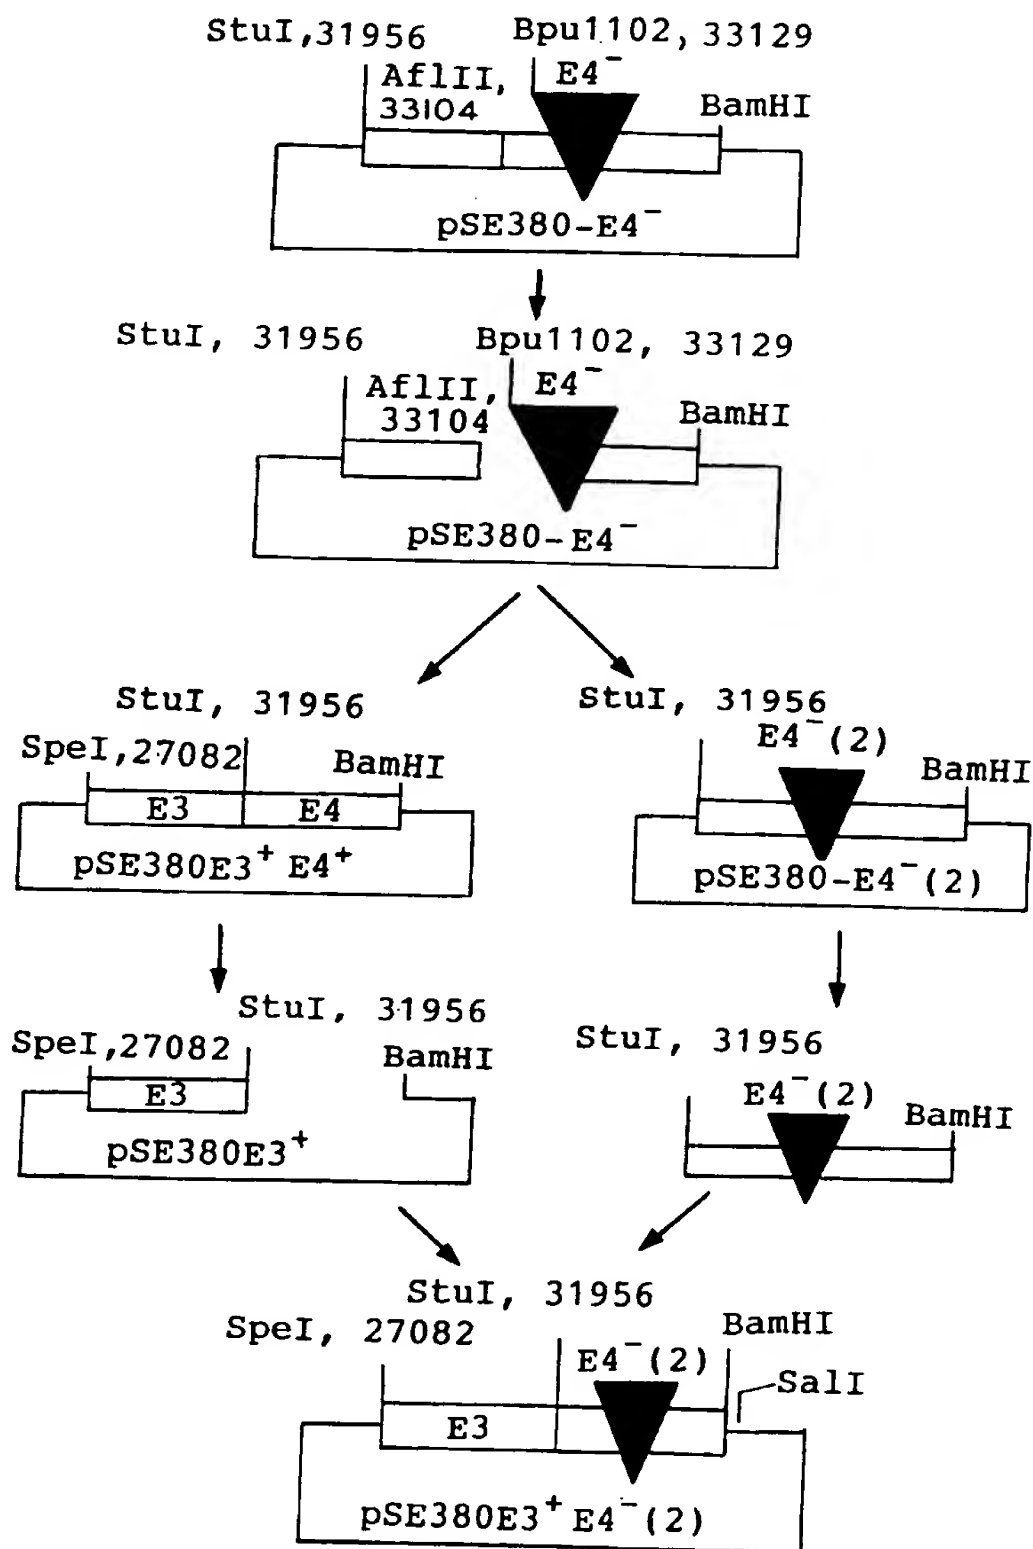 StuI,31956 Bpu1102, 33129
AflII, E4⁻
33104 BamHI
pSE380-E4⁻
StuI, 31956 Bpu1102, 33129
AflII, E4⁻
33104 BamHI
pSE380-E4⁻
StuI, 31956
SpeI,27082 BamHI
E3 E4
pSE380E3⁺ E4⁺
StuI, 31956
E4⁻(2)
BamHI
pSE380-E4⁻(2)
StuI, 31956
SpeI,27082 BamHI
E3
pSE380E3⁺
StuI, 31956
E4⁻(2)
BamHI
StuI, 31956
SpeI, 27082 BamHI
E4⁻(2)
SalI
E3
pSE380E3⁺E4⁻(2)